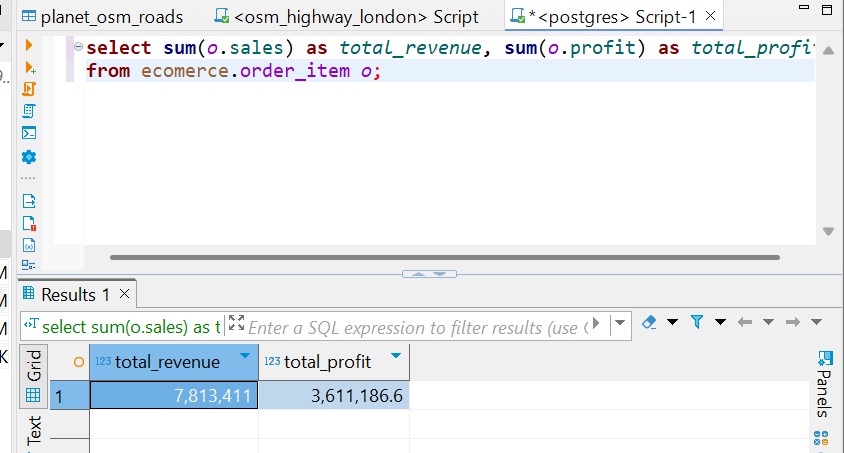 planet_osm_roads <osm_highway_london> Script *<postgres> Script-1
select sum(o.sales) as total_revenue, sum(o.profit) as total_profi
from ecomerce.order_item o;
Results 1
select sum(o.sales) as t Enter a SQL expression to filter results (use
Grid
123 total_revenue 123 total_profit
1 7,813,411 3,611,186.6
Text
Panels